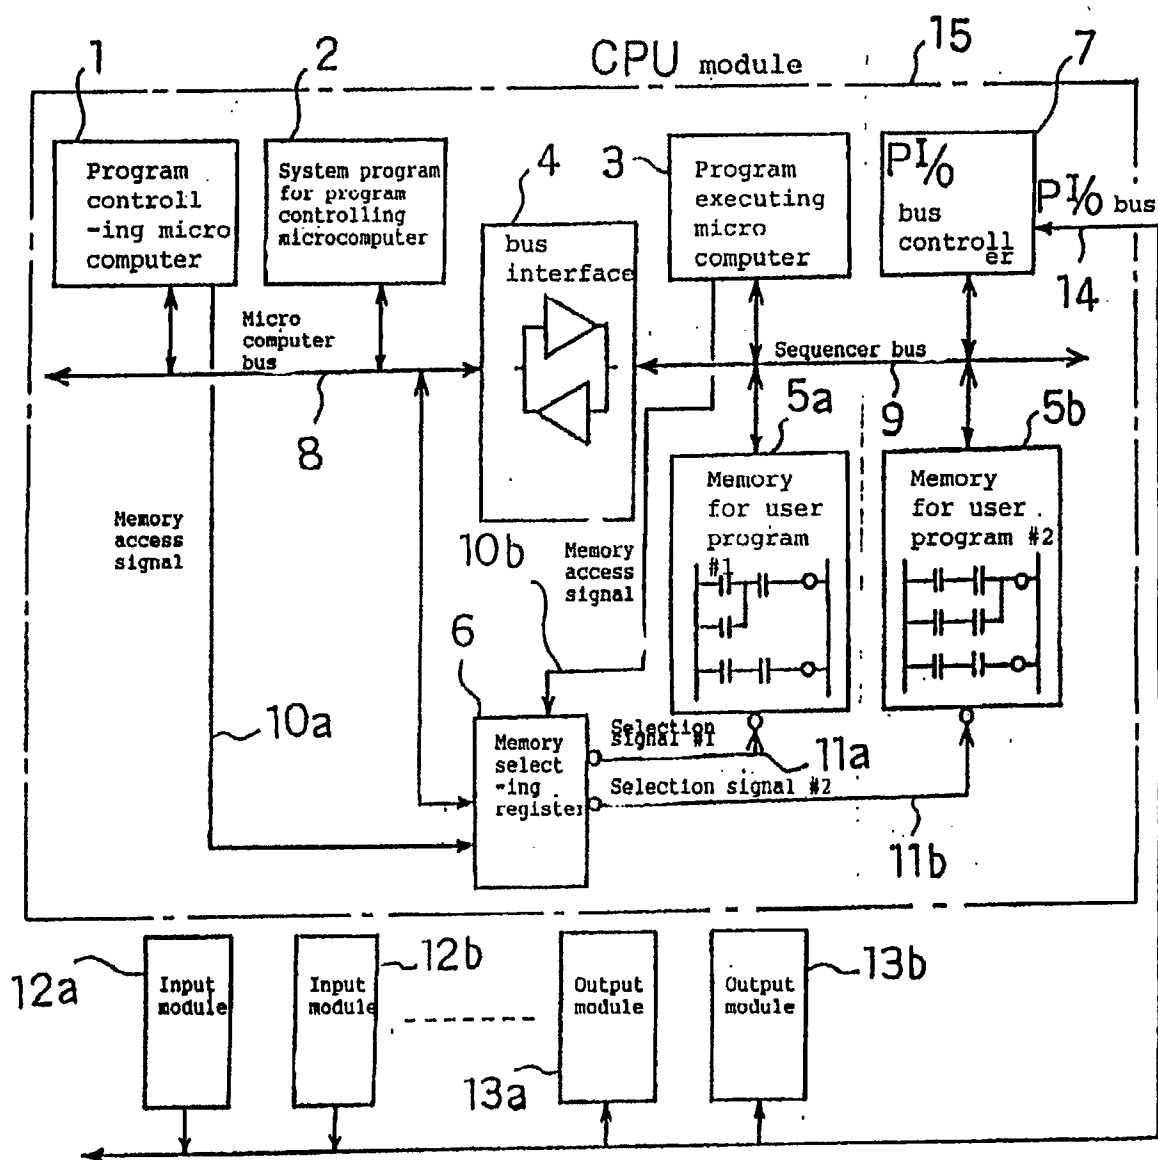 CPU module
15
1
Program
controll
-ing micro
computer
2
System program
for program
controlling
microcomputer
4
bus
interface
3
Program
executing
micro
computer
7
PI/O
bus
controll
er
PI/O bus
14
Micro
computer
bus
8
Sequencer bus
9
5a
Memory
for user
program
#1
5b
Memory
for user
program #2
Memory
access
signal
10a
10b
Memory
access
signal
6
Memory
select
-ing
register
Selection
signal #1
11a
Selection signal #2
11b
12a
Input
module
12b
Input
module
13a
Output
module
13b
Output
module